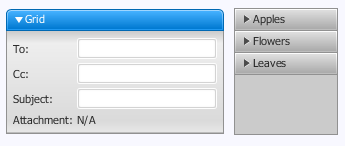 Grid
To:
Cc:
Subject:
Attachment: N/A
Apples
Flowers
Leaves